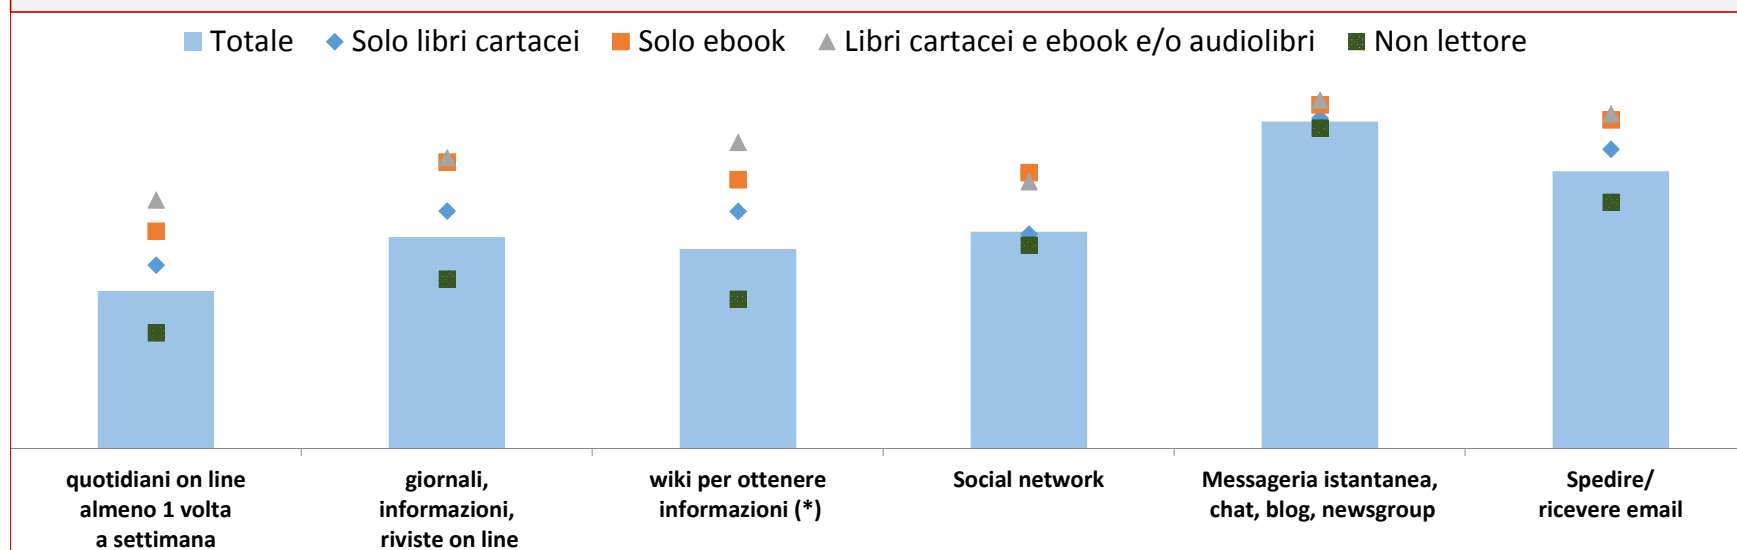 Totale Solo libri cartacei Solo ebook Libri cartacei e ebook e/o audiolibri Non lettore
quotidiani on line
almeno 1 volta
a settimana
giornali,
informazioni,
riviste on line
wiki per ottenere
informazioni (*)
Social network
Messageria istantanea,
chat, blog, newsgroup
Spedire/
ricevere email